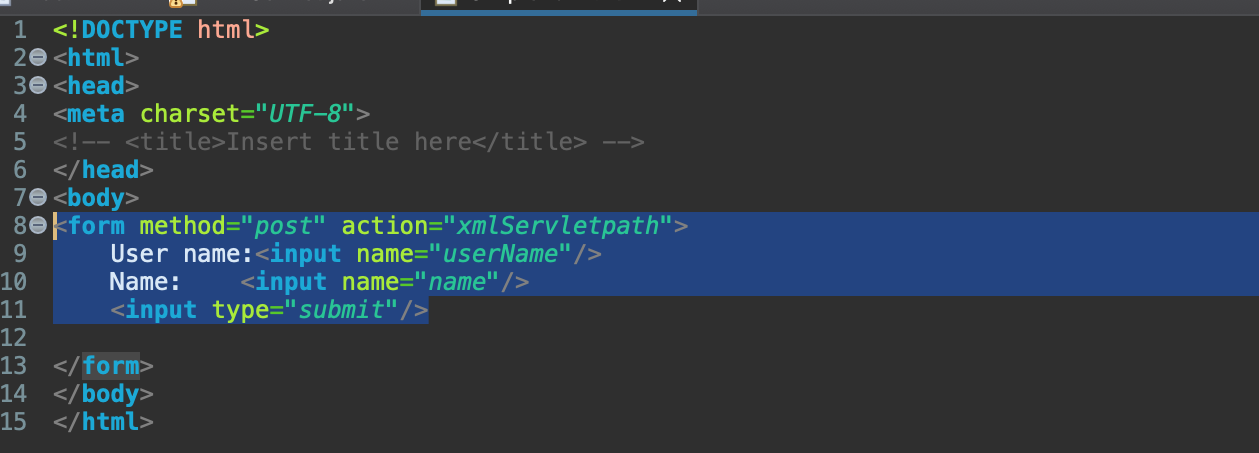 1 <!DOCTYPE html>
2 <html>
3 <head>
4 <meta charset="UTF-8">
5 <!-- <title>Insert title here</title> -->
6 </head>
7 <body>
8 <form method="post" action="xmlServletpath">
9     User name:<input name="userName"/>
10     Name:    <input name="name"/>
11     <input type="submit"/>
12
13 </form>
14 </body>
15 </html>